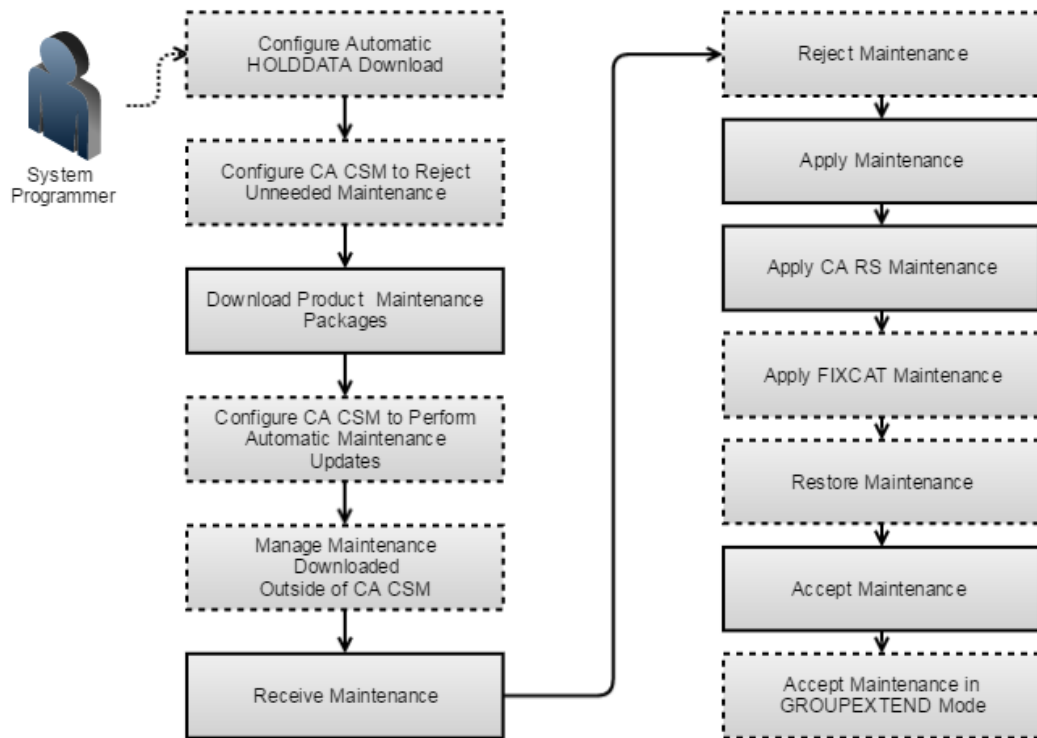 System
Programmer
Configure Automatic
HOLDDATA Download
Configure CA CSM to Reject
Unneeded Maintenance
Download Product Maintenance
Packages
Configure CA CSM to Perform
Automatic Maintenance
Updates
Manage Maintenance
Downloaded
Outside of CA CSM
Receive Maintenance
Reject Maintenance
Apply Maintenance
Apply CA RS Maintenance
Apply FIXCAT Maintenance
Restore Maintenance
Accept Maintenance
Accept Maintenance in
GROUPEXTEND Mode